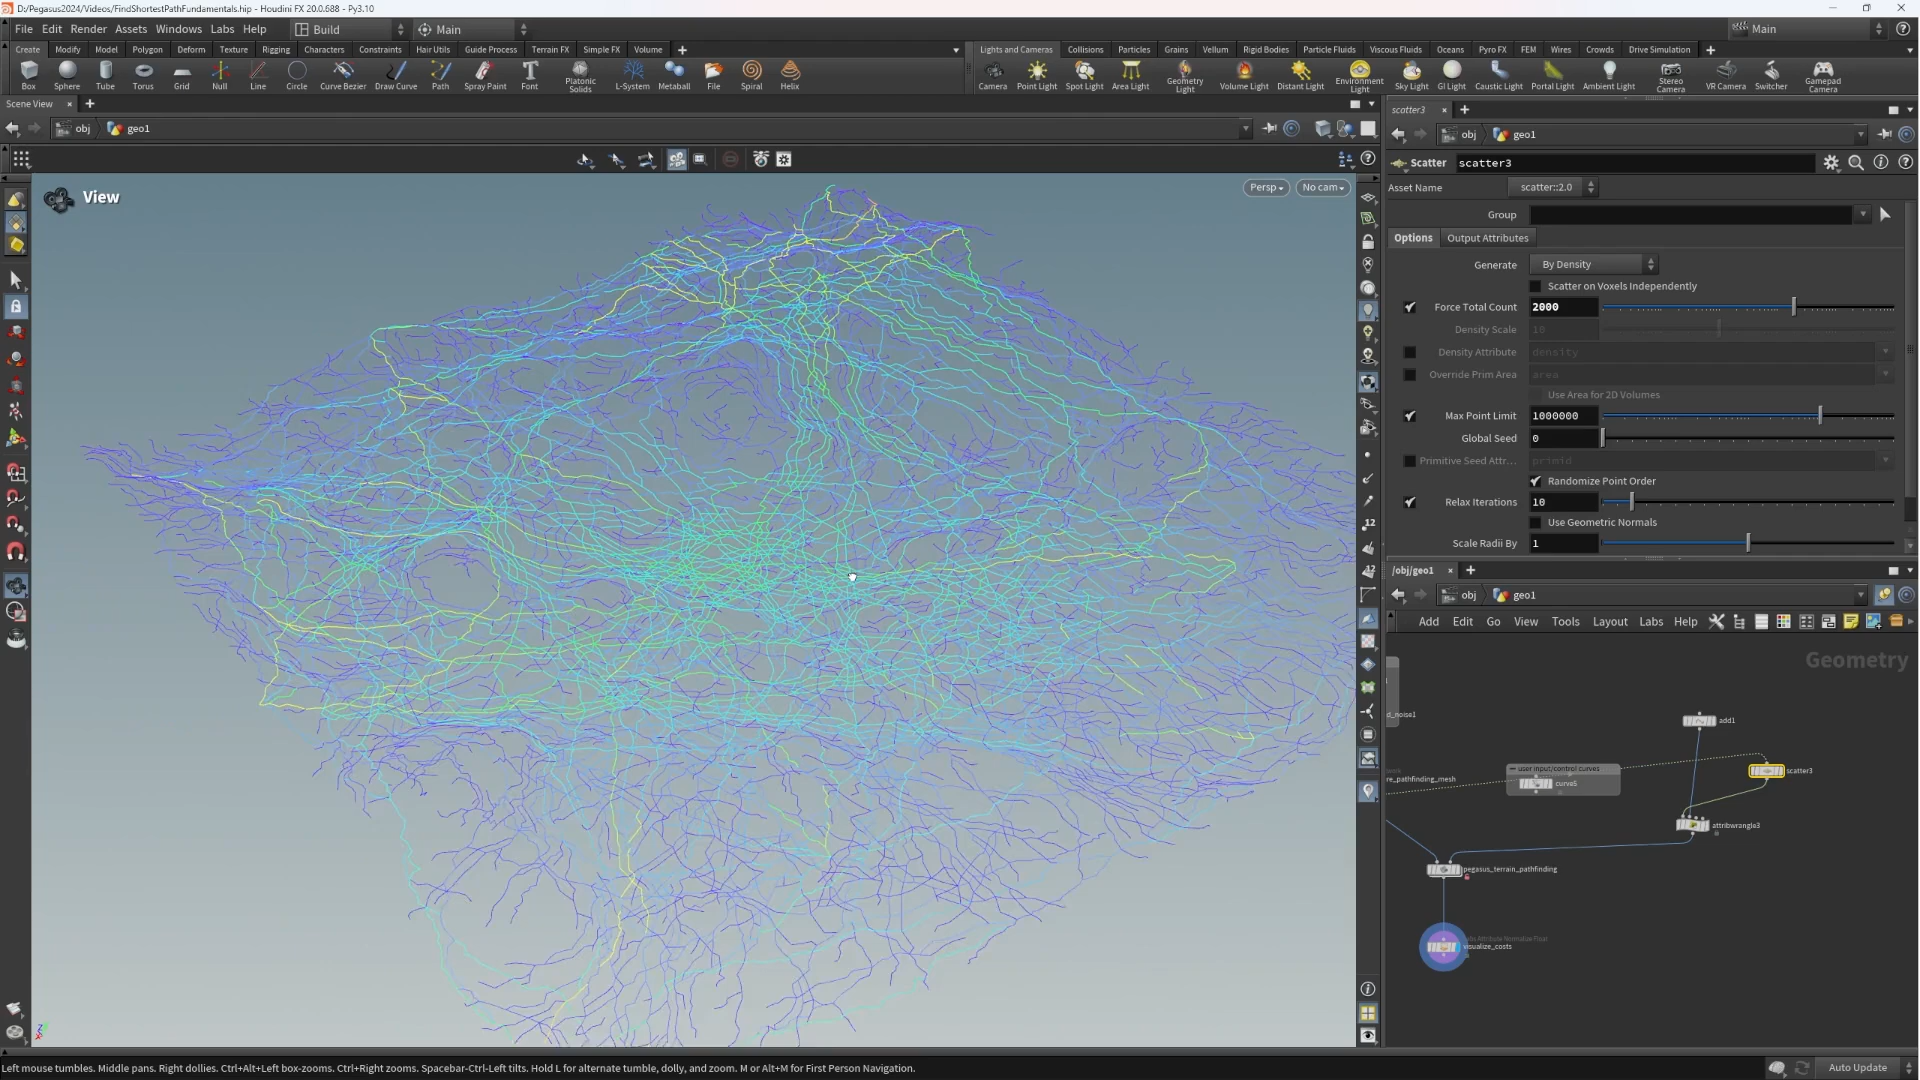 D:/Pegasus2024/Videos/FindShortestPathFundamentals.hip - Houdini FX 20.0.688 - Py3.10
File Edit Render Assets Windows Labs Help Build Main Main
Create Modify Model Polygon Deform Texture Rigging Characters Constraints Hair Utils Guide Process Terrain FX Simple FX Volume
Lights and Cameras Collisions Particles Grains Vellum Rigid Bodies Particle Fluids Viscous Fluids Oceans Pyro FX FEM Wires Crowds Drive Simulation
Box Sphere Tube Torus Grid Null Line Circle Curve Bezier Draw Curve Path Spray Paint Font Platonic Solids L-System Metaball File Spiral Helix
Camera Point Light Spot Light Area Light Geometry Light Volume Light Distant Light Environment Light Sky Light GI Light Caustic Light Portal Light Ambient Light Stereo Camera VR Camera Switcher Gamepad Camera
Scene View
obj geo1
View
Persp No cam
scatter3
obj geo1
Scatter scatter3
Asset Name scatter::2.0
Group
Options Output Attributes
Generate By Density
Scatter on Voxels Independently
Force Total Count 2000
Density Scale 10
Density Attribute density
Override Prim Area area
Use Area for 2D Volumes
Max Point Limit 1000000
Global Seed 0
Primitive Seed Attr... primid
Randomize Point Order
Relax Iterations 10
Use Geometric Normals
Scale Radii By 1
/obj/geo1
obj geo1
Add Edit Go View Tools Layout Labs Help
Geometry
d_noise1
add1
user input/control curves
scatter3
re_pathfinding_mesh
curve5
attribwrangle3
pegasus_terrain_pathfinding
Labs Attribute Normalize Float
visualize_costs
Left mouse tumbles. Middle pans. Right dollies. Ctrl+Alt+Left box-zooms. Ctrl+Right zooms. Spacebar-Ctrl-Left tilts. Hold L for alternate tumble, dolly, and zoom. M or Alt+M for First Person Navigation.
Auto Update